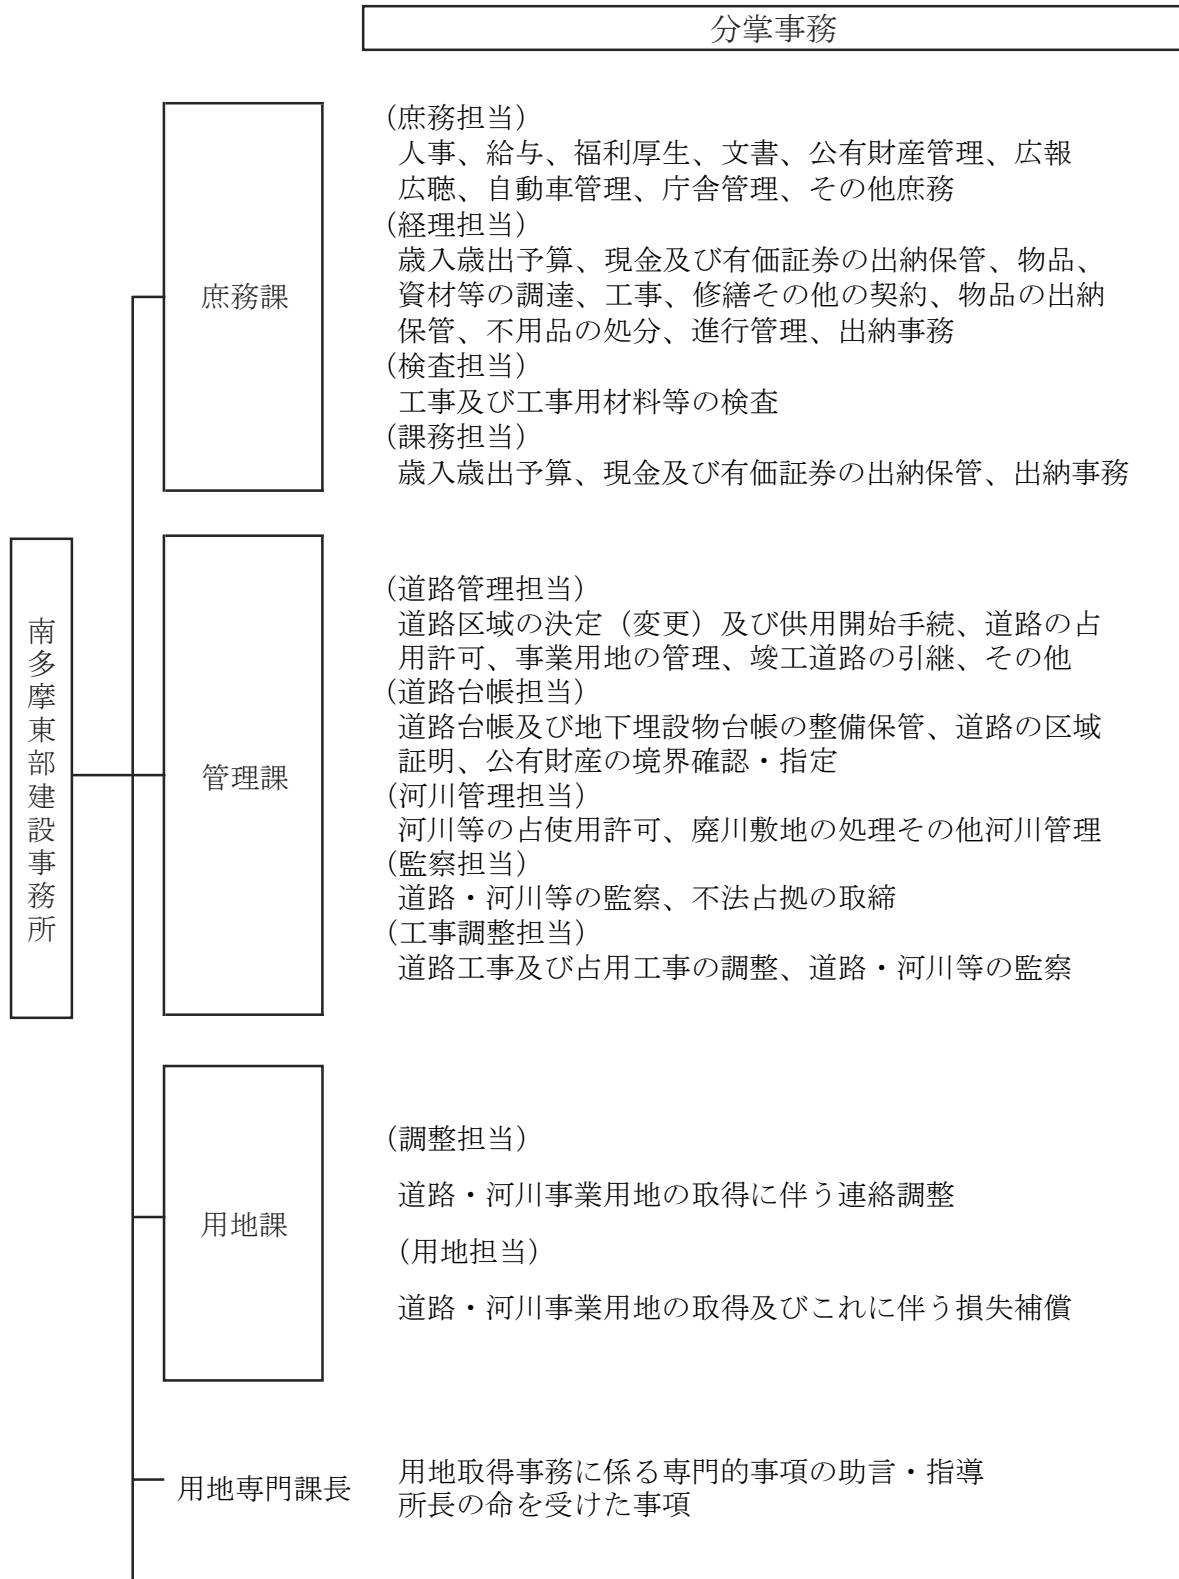 分掌事務
南多摩東部建設事務所
庶務課
(庶務担当)
人事、給与、福利厚生、文書、公有財産管理、広報
広聴、自動車管理、庁舎管理、その他庶務
(経理担当)
歳入歳出予算、現金及び有価証券の出納保管、物品、
資材等の調達、工事、修繕その他の契約、物品の出納
保管、不用品の処分、進行管理、出納事務
(検査担当)
工事及び工事用材料等の検査
(課務担当)
歳入歳出予算、現金及び有価証券の出納保管、出納事務
管理課
(道路管理担当)
道路区域の決定（変更）及び供用開始手続、道路の占
用許可、事業用地の管理、竣工道路の引継、その他
(道路台帳担当)
道路台帳及び地下埋設物台帳の整備保管、道路の区域
証明、公有財産の境界確認・指定
(河川管理担当)
河川等の占使用許可、廃川敷地の処理その他河川管理
(監察担当)
道路・河川等の監察、不法占拠の取締
(工事調整担当)
道路工事及び占用工事の調整、道路・河川等の監察
用地課
(調整担当)
道路・河川事業用地の取得に伴う連絡調整
(用地担当)
道路・河川事業用地の取得及びこれに伴う損失補償
用地専門課長
用地取得事務に係る専門的事項の助言・指導
所長の命を受けた事項